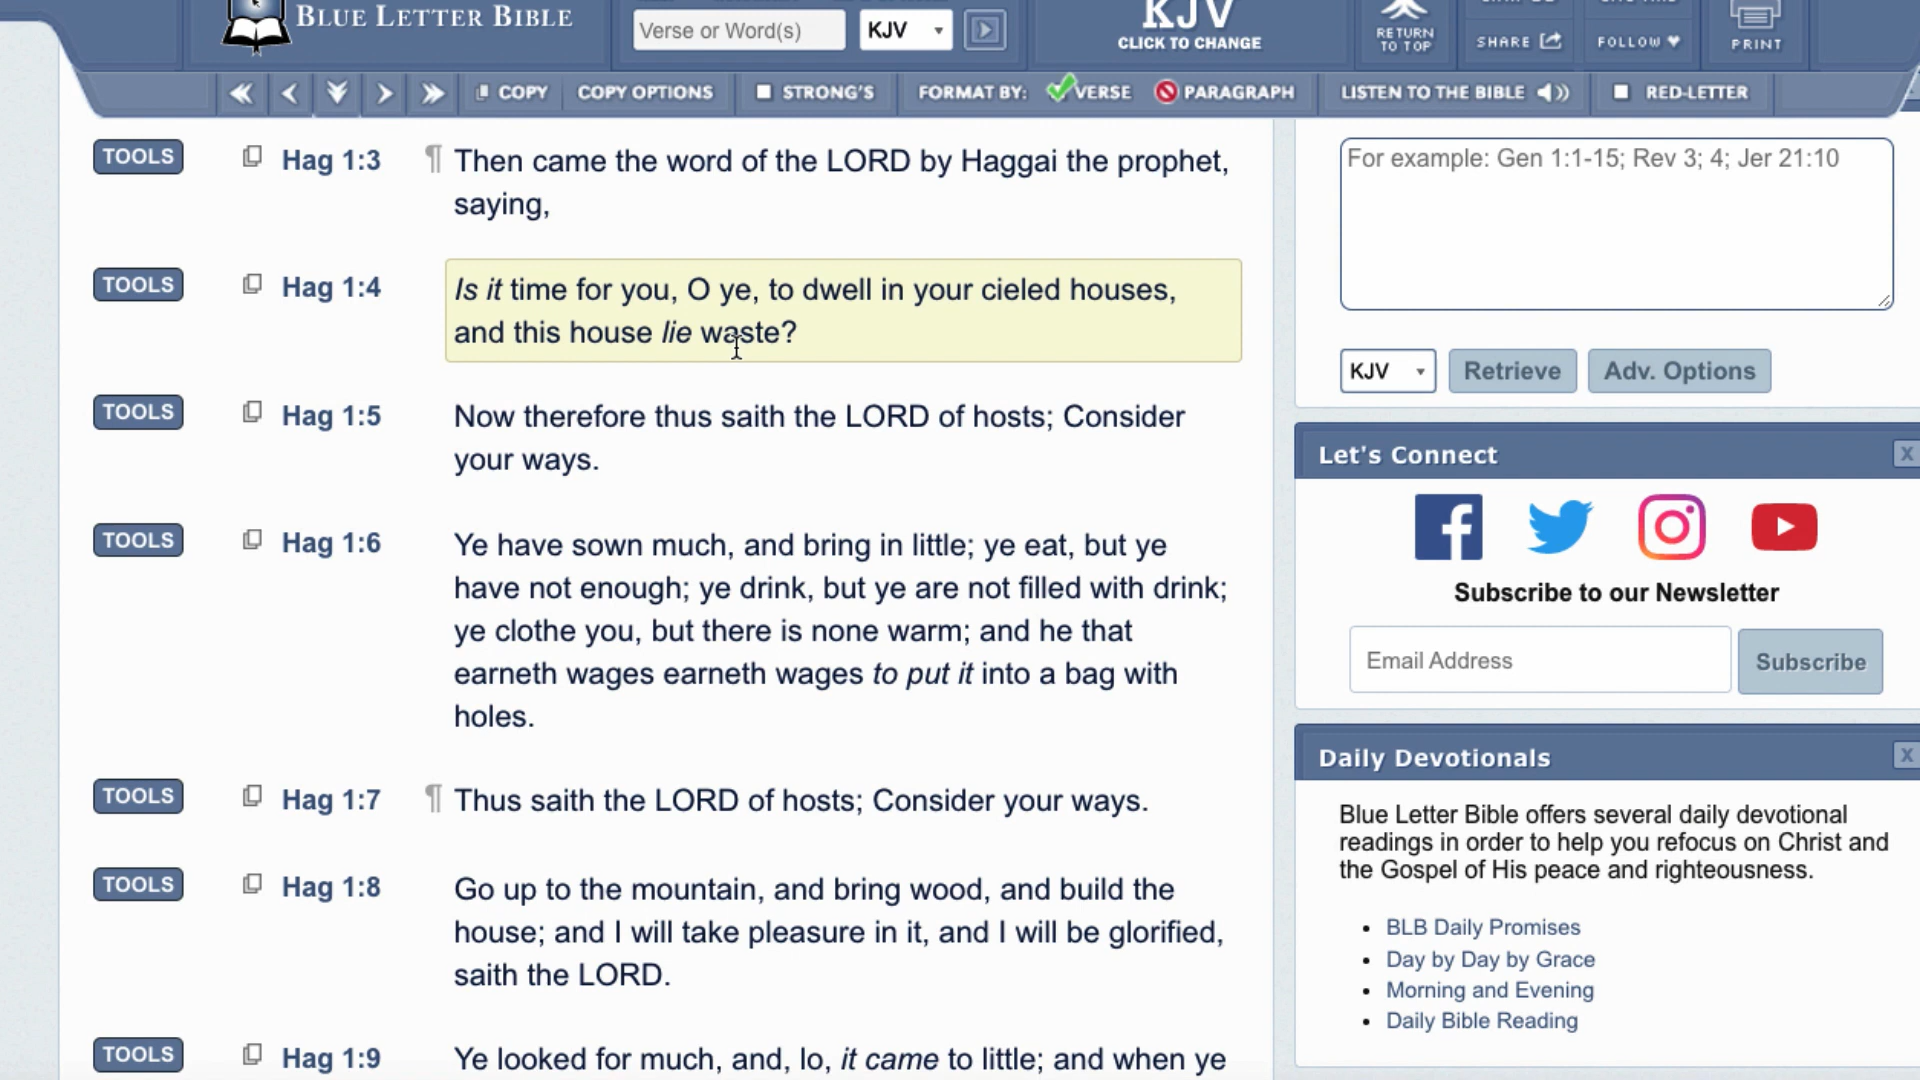 BLUE LETTER BIBLE
Verse or Word(s)
KJV
KJV
CLICK TO CHANGE
RETURN
TO TOP
SHARE
FOLLOW
PRINT
COPY
COPY OPTIONS
STRONG'S
FORMAT BY:
VERSE
PARAGRAPH
LISTEN TO THE BIBLE
RED-LETTER
TOOLS
Hag 1:3
¶ Then came the word of the LORD by Haggai the prophet,
saying,
TOOLS
Hag 1:4
Is it time for you, O ye, to dwell in your cieled houses,
and this house lie waste?
TOOLS
Hag 1:5
Now therefore thus saith the LORD of hosts; Consider
your ways.
TOOLS
Hag 1:6
Ye have sown much, and bring in little; ye eat, but ye
have not enough; ye drink, but ye are not filled with drink;
ye clothe you, but there is none warm; and he that
earneth wages earneth wages to put it into a bag with
holes.
TOOLS
Hag 1:7
¶ Thus saith the LORD of hosts; Consider your ways.
TOOLS
Hag 1:8
Go up to the mountain, and bring wood, and build the
house; and I will take pleasure in it, and I will be glorified,
saith the LORD.
TOOLS
Hag 1:9
Ye looked for much, and, lo, it came to little; and when ye
For example: Gen 1:1-15; Rev 3; 4; Jer 21:10
KJV
Retrieve
Adv. Options
Let's Connect
X
Subscribe to our Newsletter
Email Address
Subscribe
Daily Devotionals
X
Blue Letter Bible offers several daily devotional
readings in order to help you refocus on Christ and
the Gospel of His peace and righteousness.
• BLB Daily Promises
• Day by Day by Grace
• Morning and Evening
• Daily Bible Reading